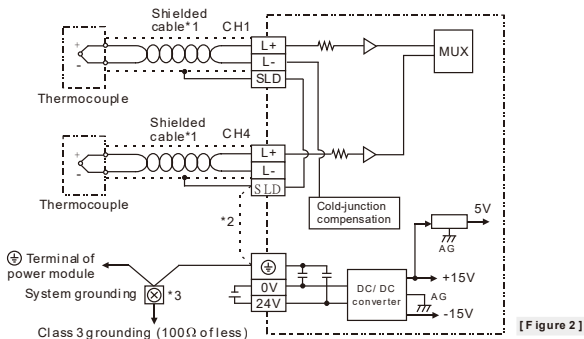 Shielded
cable*1 CH1
+
-
L+
L-
SLD
MUX
Thermocouple
Shielded
cable*1 CH4
+
-
L+
L-
SLD
Thermocouple
*2
Cold-junction
compensation
5V
AG
Terminal of
power module
System grounding
*3
0V
24V
DC/ DC
converter
+15V
AG
-15V
Class 3 grounding (100Ω of less)
[ Figure 2 ]